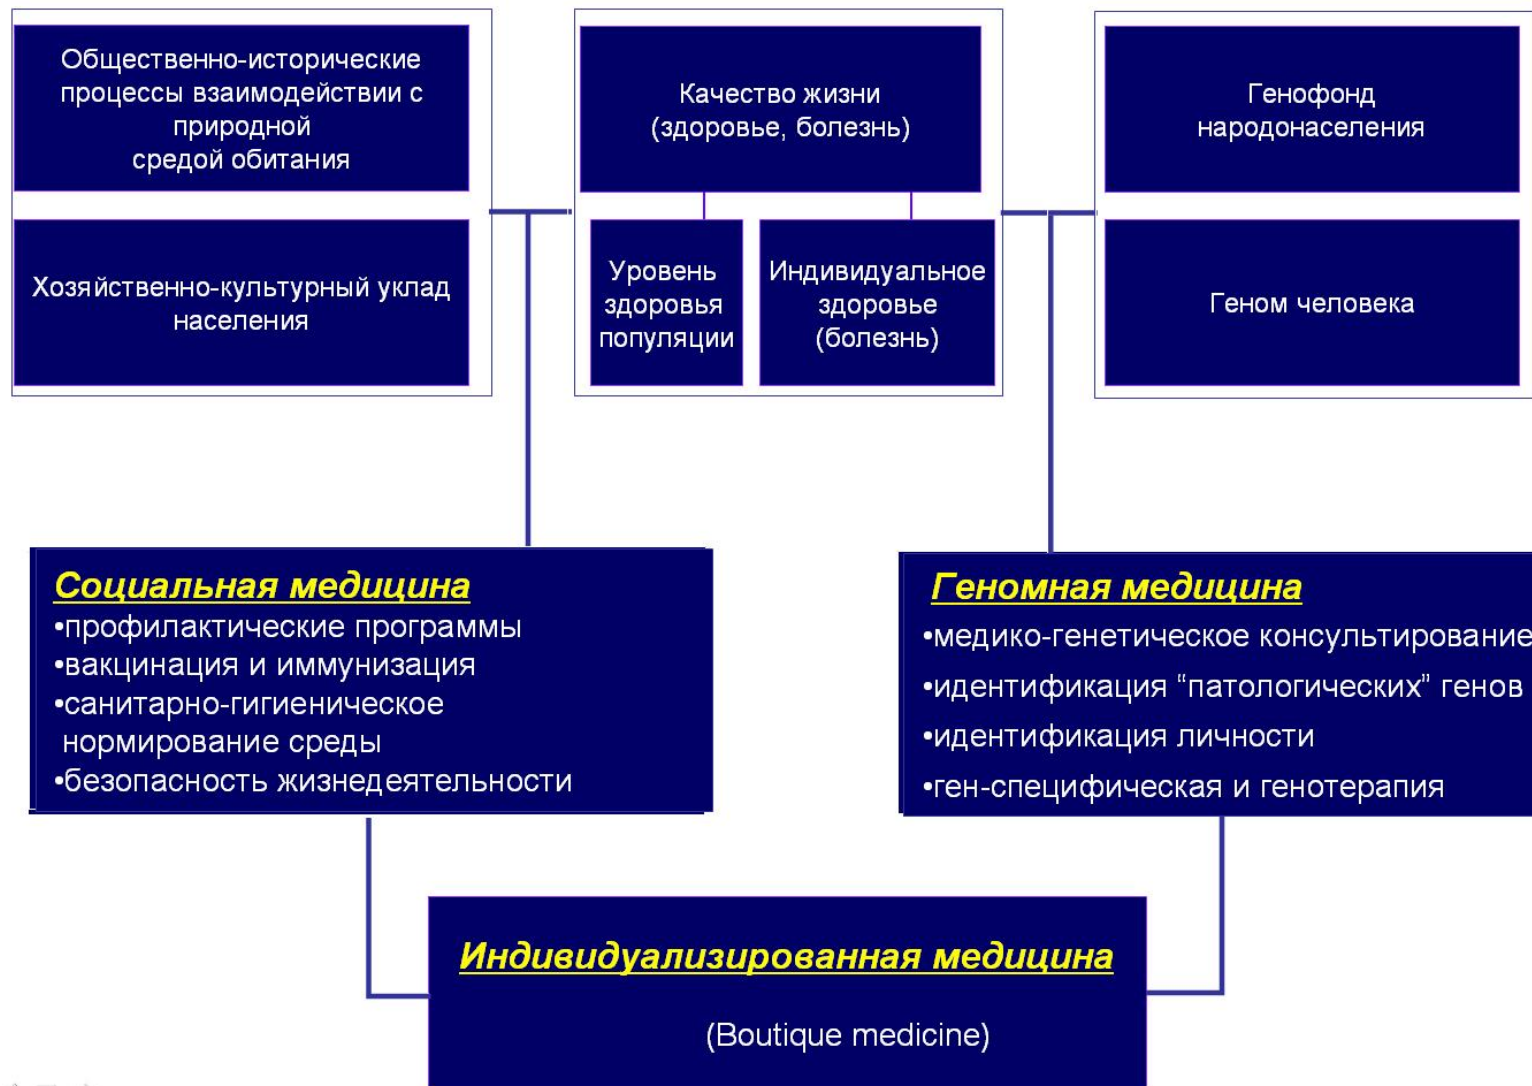 Общественно-исторические
процессы взаимодействии с
природной
средой обитания
Хозяйственно-культурный уклад
населения
Качество жизни
(здоровье, болезнь)
Уровень
здоровья
популяции
Индивидуальное
здоровье
(болезнь)
Генофонд
народонаселения
Геном человека
Социальная медицина
•профилактические программы
•вакцинация и иммунизация
•санитарно-гигиеническое
нормирование среды
•безопасность жизнедеятельности
Геномная медицина
•медико-генетическое консультирование
•идентификация “патологических” генов
•идентификация личности
•ген-специфическая и генотерапия
Индивидуализированная медицина
(Boutique medicine)